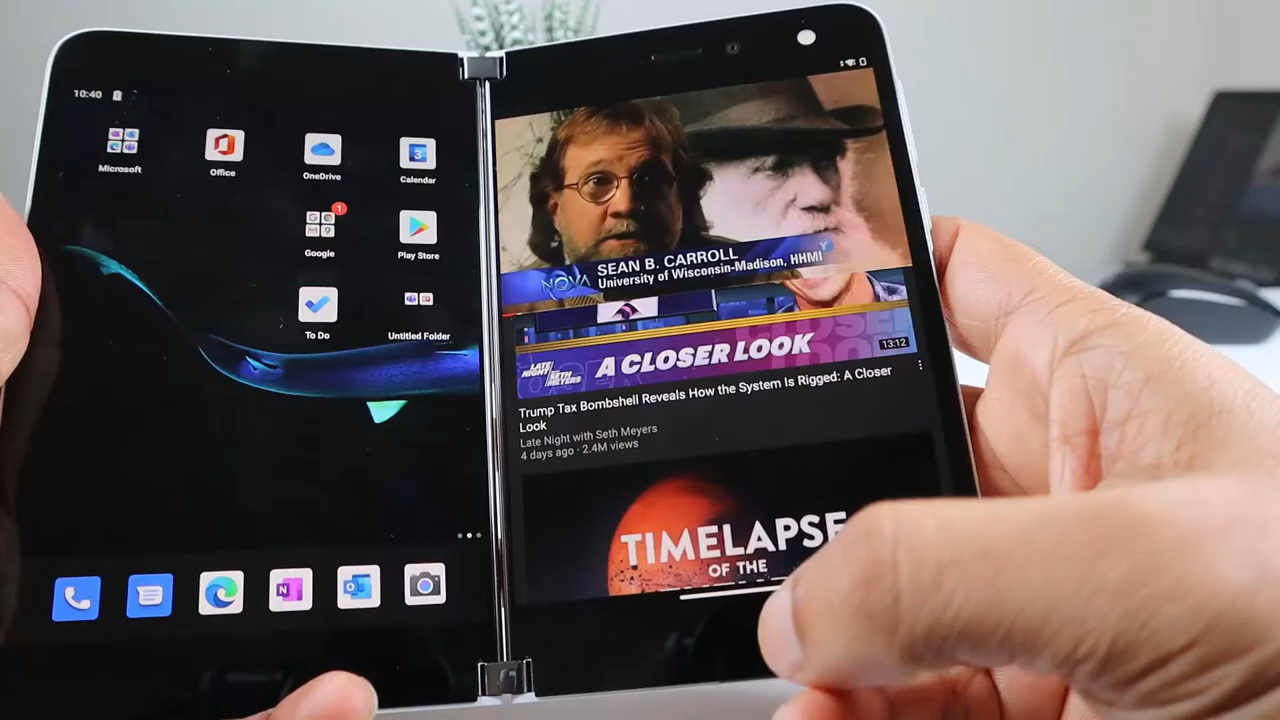 10:40
Microsoft
Office
OneDrive
3
Calendar
1
Google
Play Store
To Do
Untitled Folder
NOVA
SEAN B. CARROLL
University of Wisconsin-Madison, HHMI
LATE NIGHT
SETH MEYERS
A CLOSER LOOK
13:12
Trump Tax Bombshell Reveals How the System Is Rigged: A Closer
Look
Late Night with Seth Meyers
4 days ago · 2.4M views
TIMELAPSE
OF THE